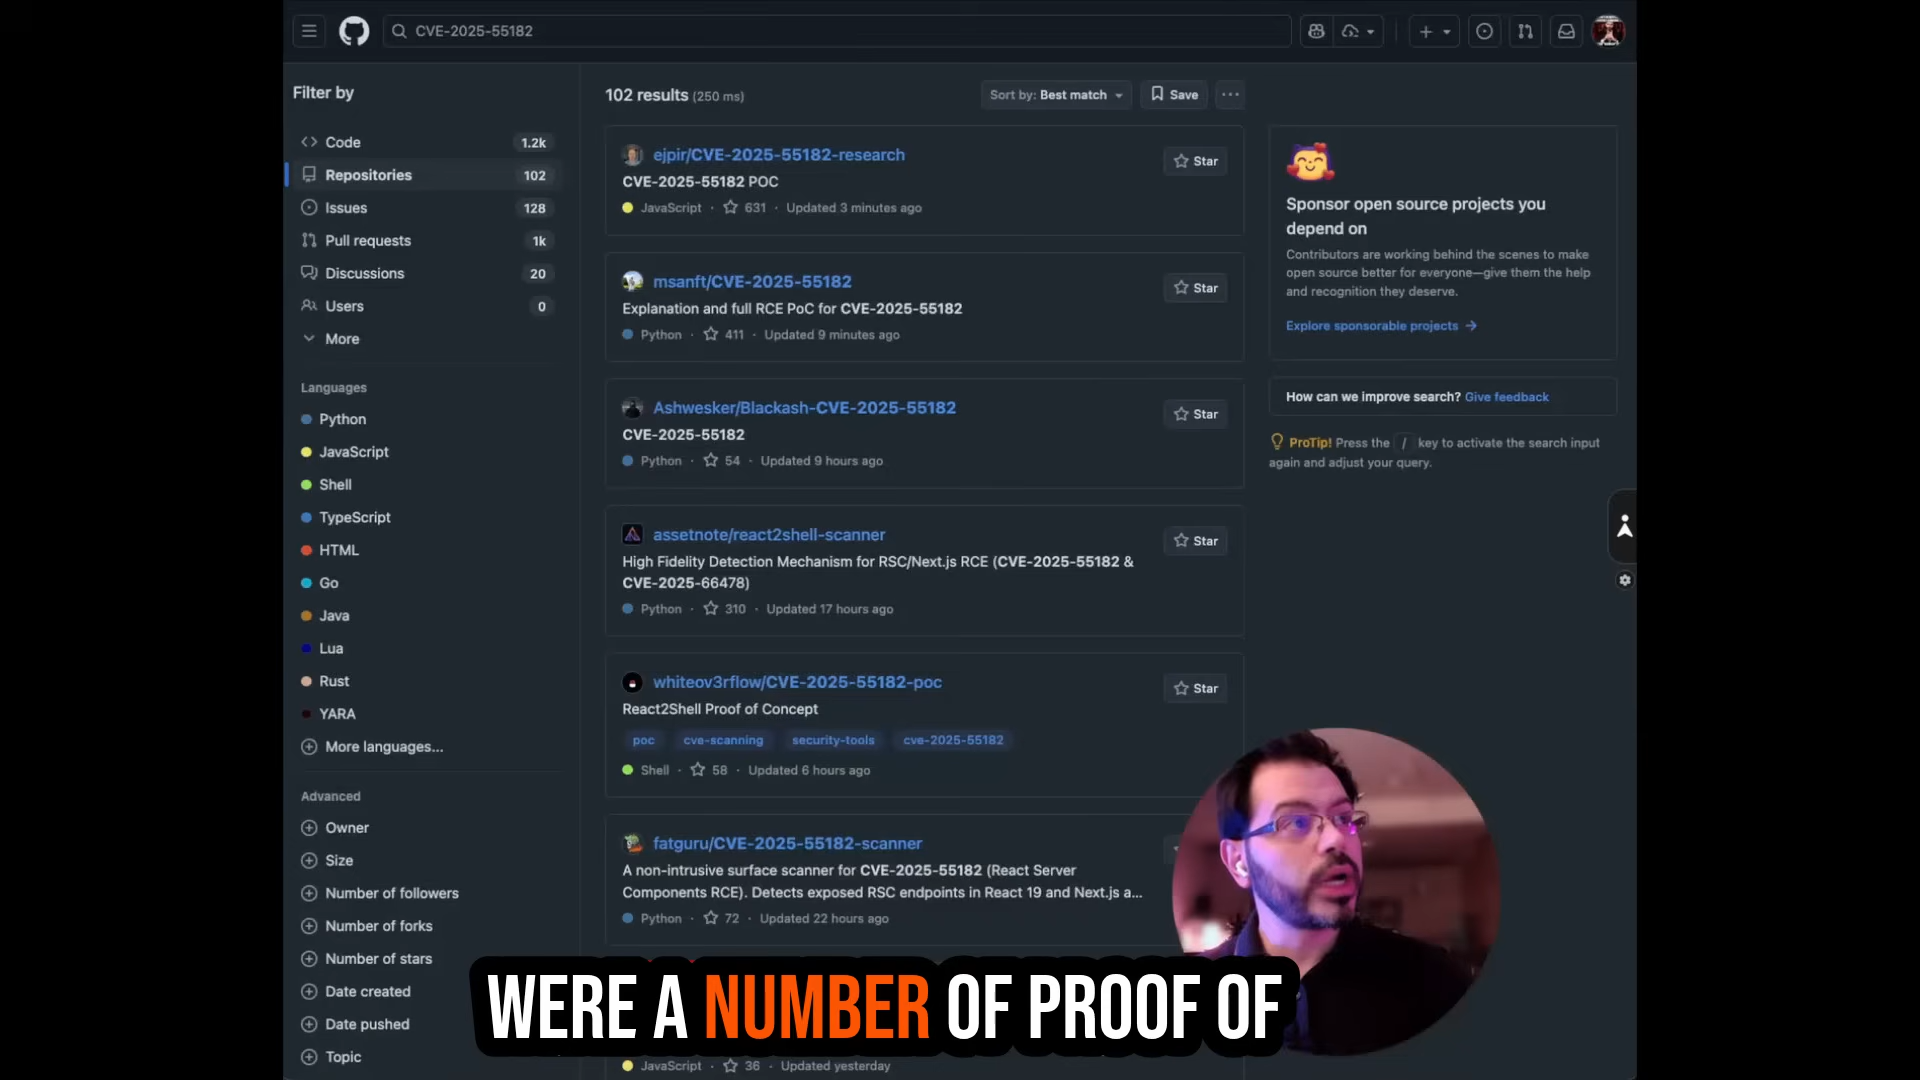 CVE-2025-55182
Filter by
Code 1.2k
Repositories 102
Issues 128
Pull requests 1k
Discussions 20
Users 0
More
Languages
Python
JavaScript
Shell
TypeScript
HTML
Go
Java
Lua
Rust
YARA
More languages...
Advanced
Owner
Size
Number of followers
Number of forks
Number of stars
Date created
Date pushed
Topic
102 results (250 ms)
Sort by: Best match
Save
ejpir/CVE-2025-55182-research
Star
CVE-2025-55182 POC
JavaScript · 631 · Updated 3 minutes ago
msanft/CVE-2025-55182
Star
Explanation and full RCE PoC for CVE-2025-55182
Python · 411 · Updated 9 minutes ago
Ashwesker/Blackash-CVE-2025-55182
Star
CVE-2025-55182
Python · 54 · Updated 9 hours ago
assetnote/react2shell-scanner
Star
High Fidelity Detection Mechanism for RSC/Next.js RCE (CVE-2025-55182 &
CVE-2025-66478)
Python · 310 · Updated 17 hours ago
whiteov3rflow/CVE-2025-55182-poc
Star
React2Shell Proof of Concept
poc cve-scanning security-tools cve-2025-55182
Shell · 58 · Updated 6 hours ago
fatguru/CVE-2025-55182-scanner
A non-intrusive surface scanner for CVE-2025-55182 (React Server
Components RCE). Detects exposed RSC endpoints in React 19 and Next.js a...
Python · 72 · Updated 22 hours ago
JavaScript · 36 · Updated yesterday
Sponsor open source projects you
depend on
Contributors are working behind the scenes to make
open source better for everyone—give them the help
and recognition they deserve.
Explore sponsorable projects →
How can we improve search? Give feedback
ProTip! Press the / key to activate the search input
again and adjust your query.
WERE A NUMBER OF PROOF OF